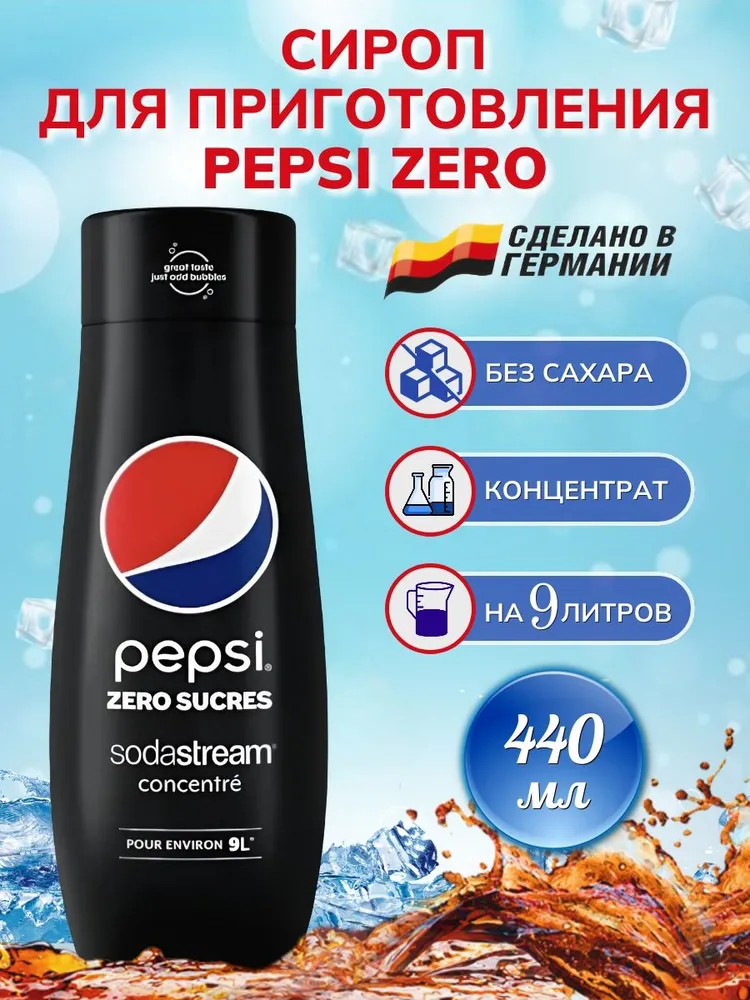 СИРОП
ДЛЯ ПРИГОТОВЛЕНИЯ
PEPSI ZERO
СДЕЛАНО В
ГЕРМАНИИ
great taste
just add bubbles
БЕЗ САХАРА
КОНЦЕНТРАТ
НА 9 ЛИТРОВ
pepsi®
ZERO SUCRES
sodastream®
concentré
POUR ENVIRON 9L*
440
мл